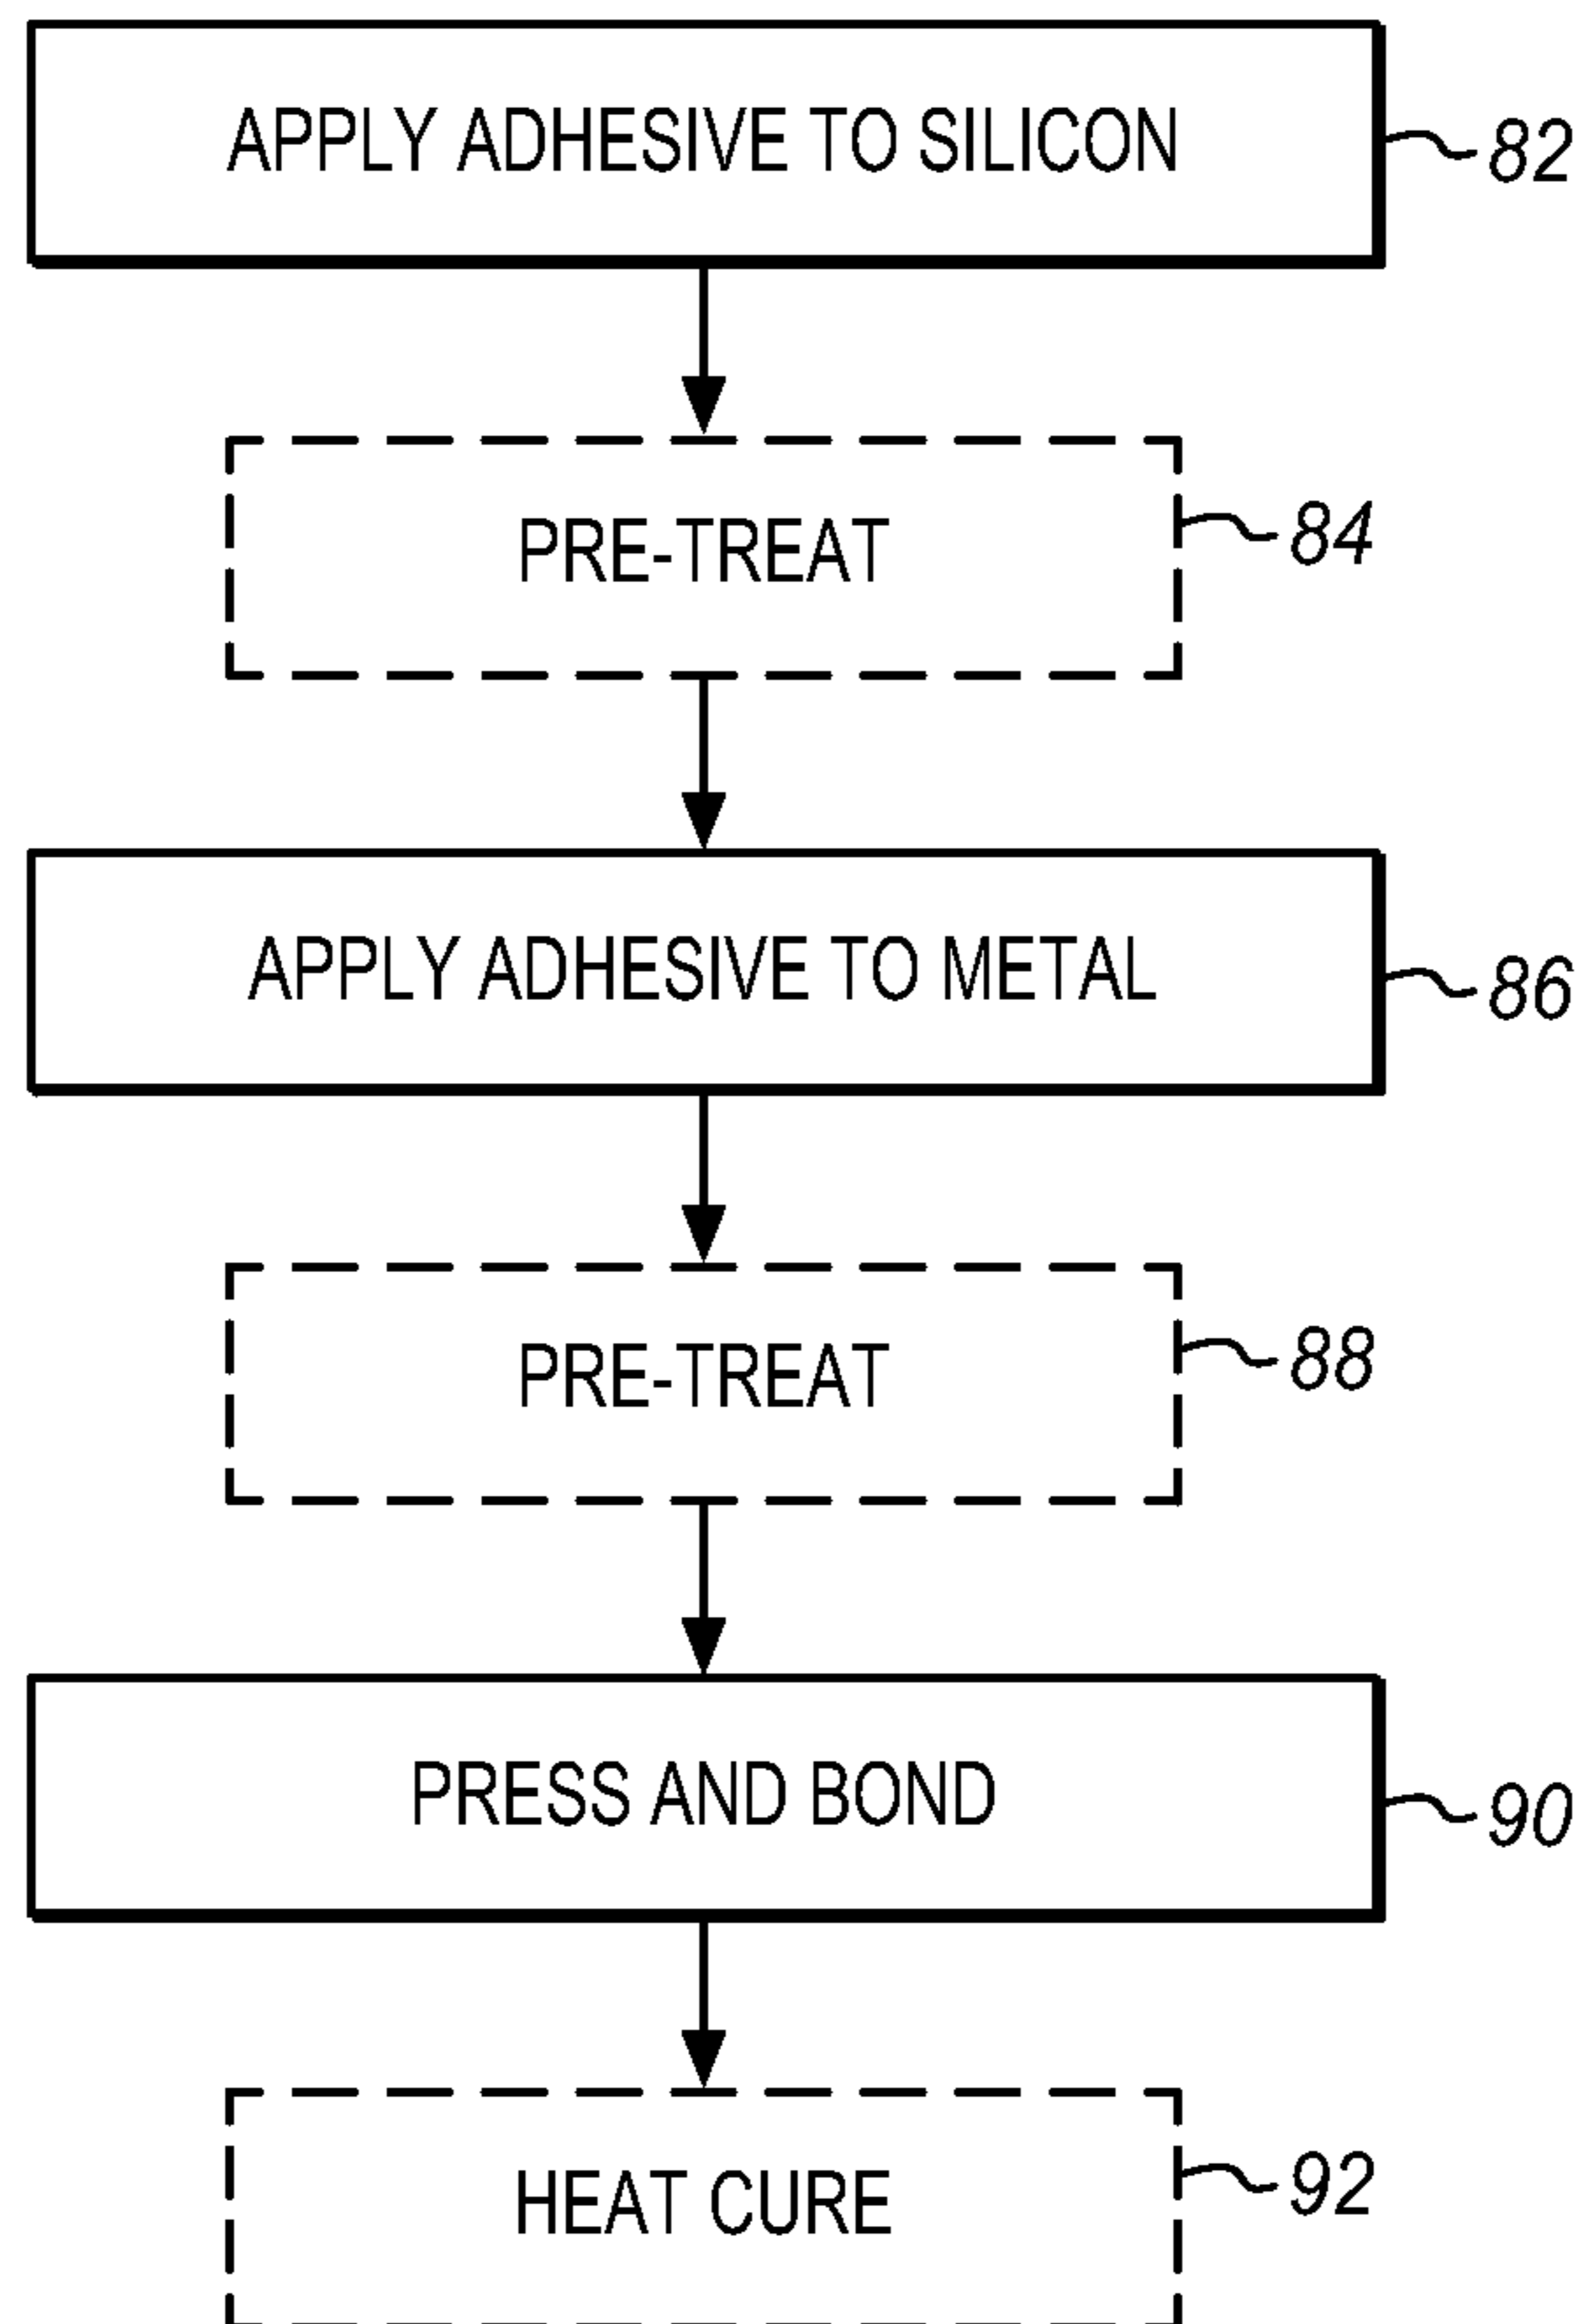 APPLY ADHESIVE TO SILICON
82
PRE-TREAT
84
APPLY ADHESIVE TO METAL
86
PRE-TREAT
88
PRESS AND BOND
90
HEAT CURE
92